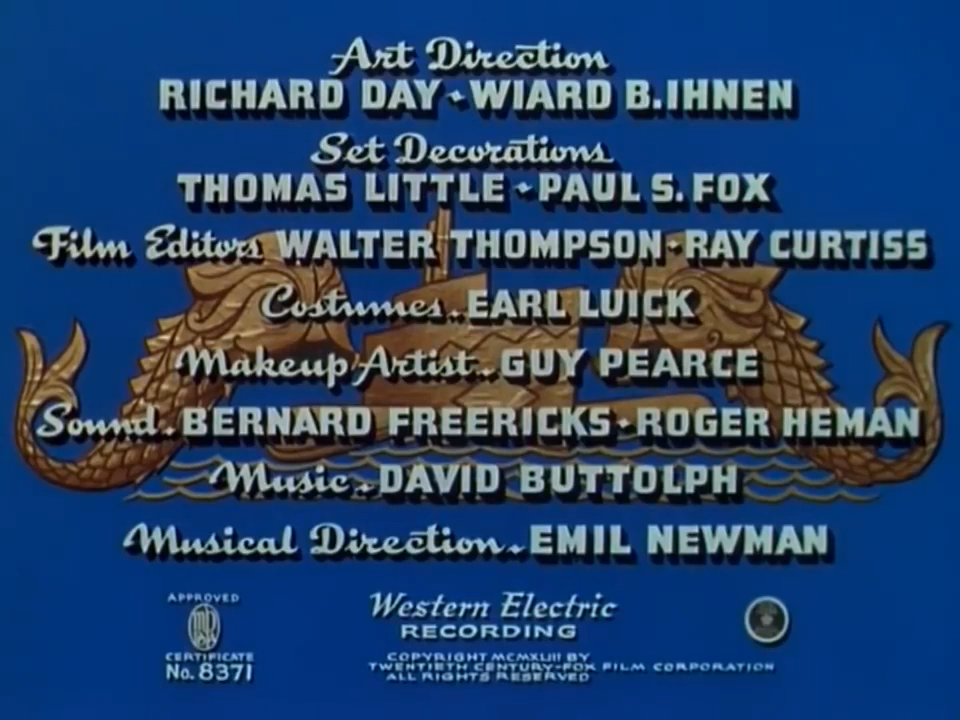 Art Direction
RICHARD DAY · WIARD B. IHNEN
Set Decorations
THOMAS LITTLE · PAUL S. FOX
Film Editors WALTER THOMPSON · RAY CURTISS
Costumes.. EARL LUICK
Makeup Artist.. GUY PEARCE
Sound.. BERNARD FREERICKS · ROGER HEMAN
Music.. DAVID BUTTOLPH
Musical Direction.. EMIL NEWMAN
APPROVED
CERTIFICATE
No. 8371
Western Electric
RECORDING
COPYRIGHT MCMXLIII BY
TWENTIETH CENTURY-FOX FILM CORPORATION
ALL RIGHTS RESERVED